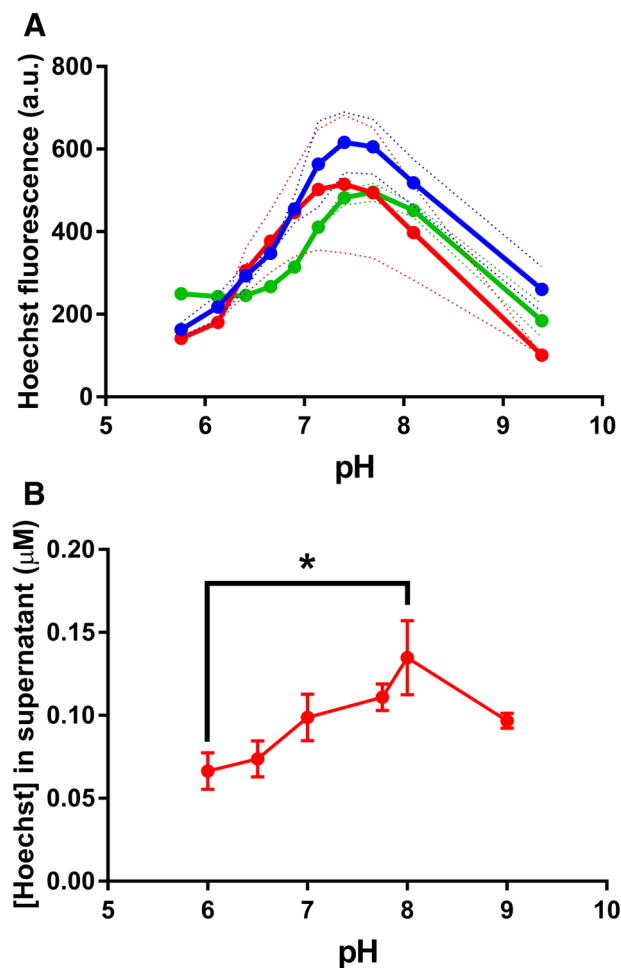 A
Hoechst fluorescence (a.u.)
800
600
400
200
0
5 6 7 8 9 10
pH
B
[Hoechst] in supernatant (μM)
0.20
0.15
0.10
0.05
0.00
*
5 6 7 8 9 10
pH